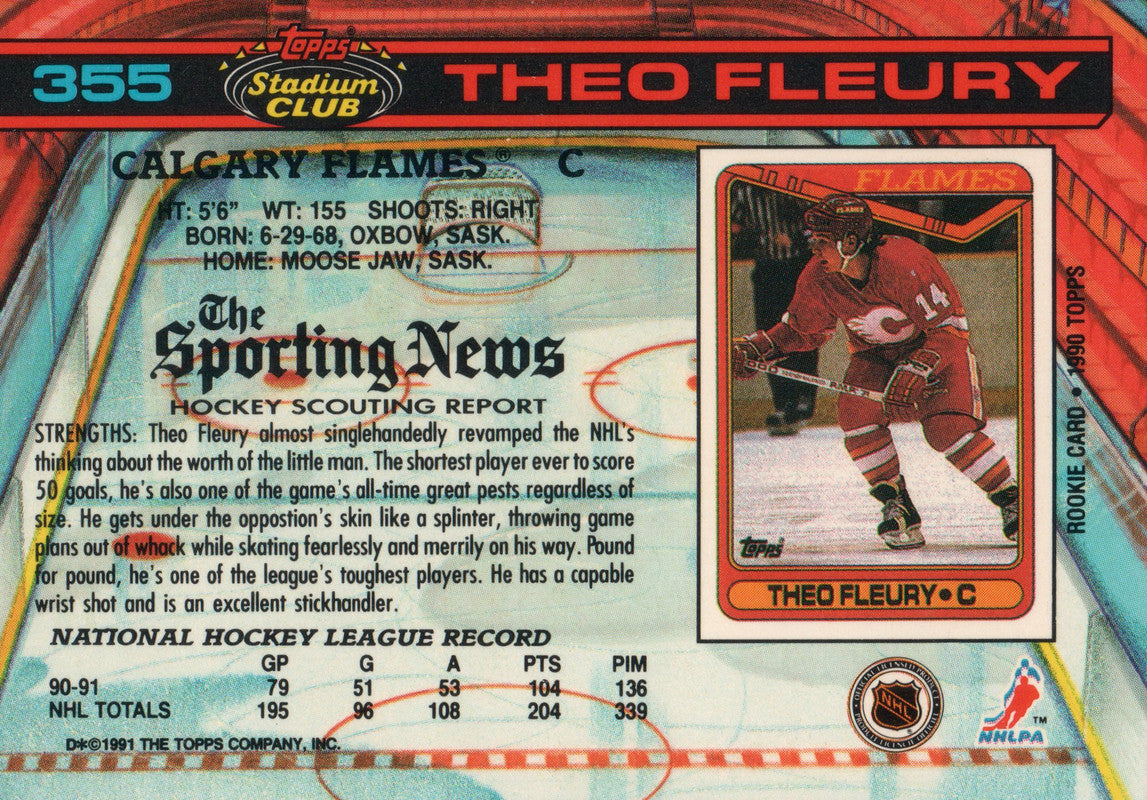 355
Topps
Stadium
CLUB
THEO FLEURY
CALGARY FLAMES® C
HT: 5'6" WT: 155 SHOOTS: RIGHT
BORN: 6-29-68, OXBOW, SASK.
HOME: MOOSE JAW, SASK.
The
Sporting News
HOCKEY SCOUTING REPORT
STRENGTHS: Theo Fleury almost singlehandedly revamped the NHL's
thinking about the worth of the little man. The shortest player ever to score
50 goals, he's also one of the game's all-time great pests regardless of
size. He gets under the oppostion's skin like a splinter, throwing game
plans out of whack while skating fearlessly and merrily on his way. Pound
for pound, he's one of the league's toughest players. He has a capable
wrist shot and is an excellent stickhandler.
NATIONAL HOCKEY LEAGUE RECORD
GP G A PTS PIM
90-91 79 51 53 104 136
NHL TOTALS 195 96 108 204 339
D*©1991 THE TOPPS COMPANY, INC.
FLAMES
FLAMES
14
C
Topps
THEO FLEURY • C
ROOKIE CARD • 1990 TOPPS
NHL
NHLPA ™